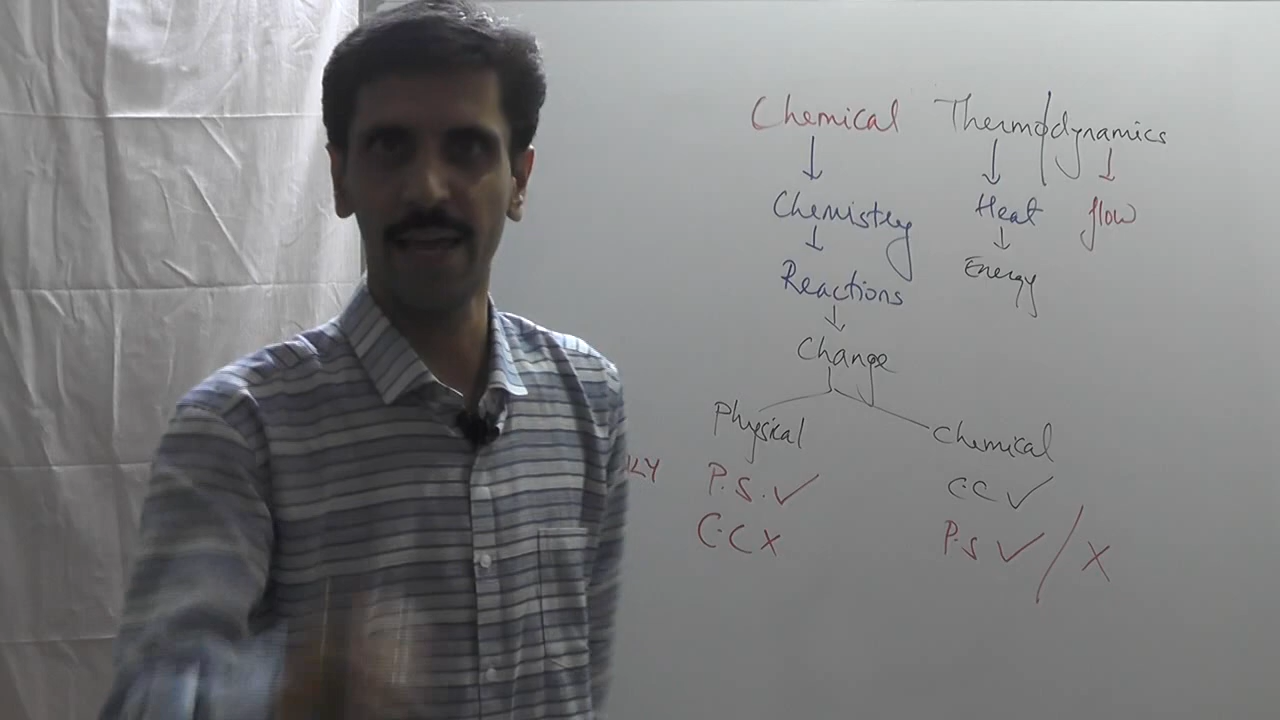 Chemical Thermodynamics
↓ ↓ ↓
Chemistry Heat flow
↓ ↓
Reactions Energy
↓
Change
Physical Chemical
P.S. ✓ C.C ✓
C.C X P.S ✓ / X